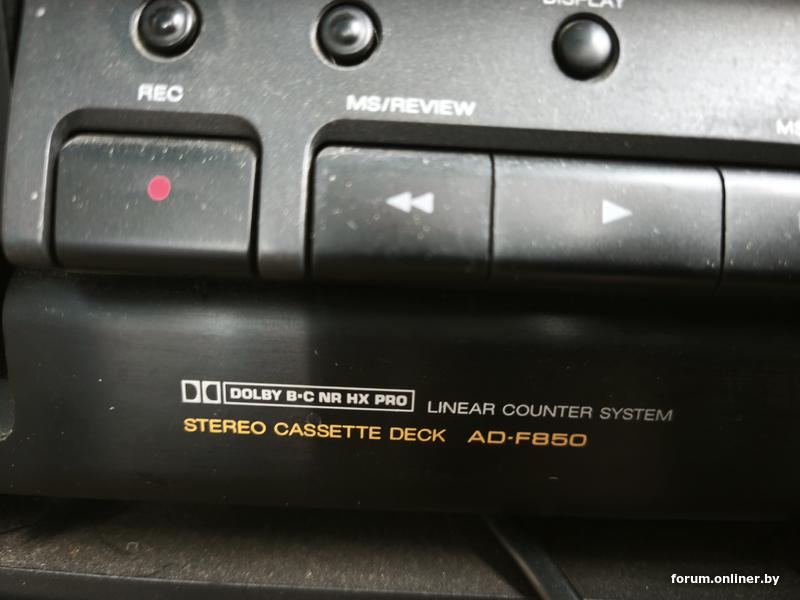 DISPLAY
REC
MS/REVIEW
MS
DOLBY B·C NR HX PRO LINEAR COUNTER SYSTEM
STEREO CASSETTE DECK AD-F850
forum.onliner.by